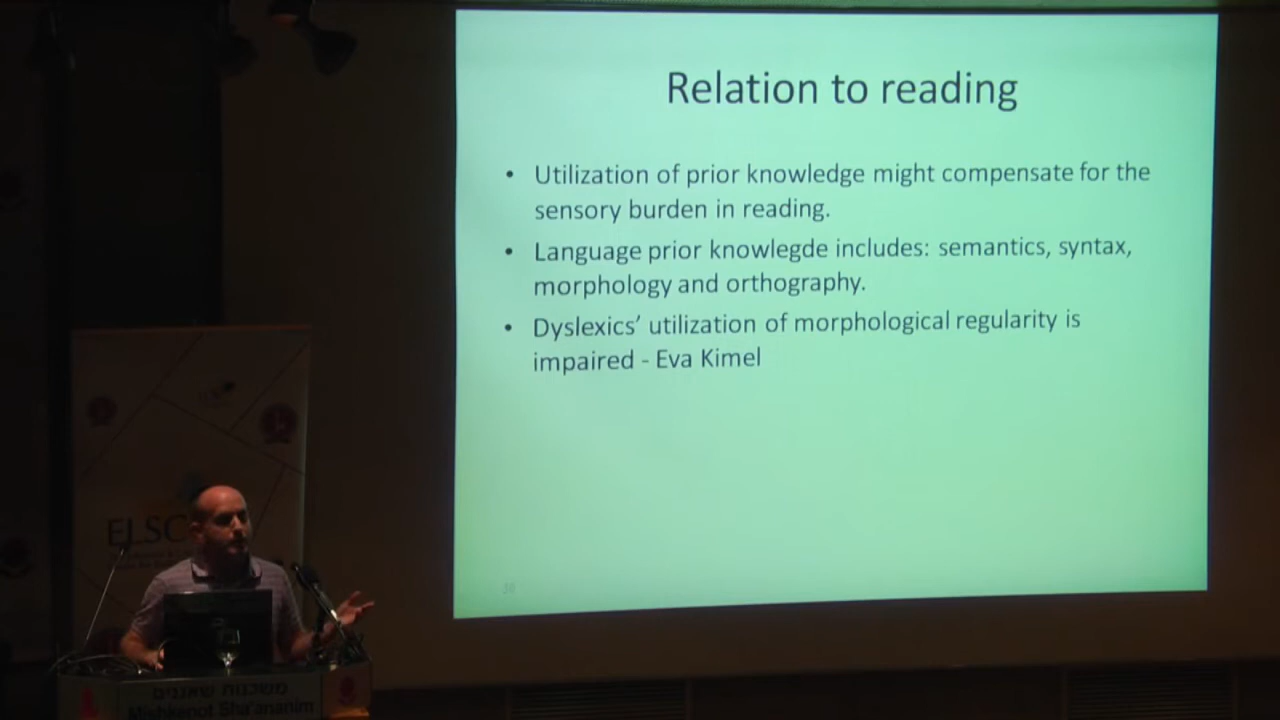 Relation to reading
• Utilization of prior knowledge might compensate for the
sensory burden in reading.
• Language prior knowlegde includes: semantics, syntax,
morphology and orthography.
• Dyslexics’ utilization of morphological regularity is
impaired - Eva Kimel
ELSC
משכנות שאננים
Mishkenot Sha'ananim